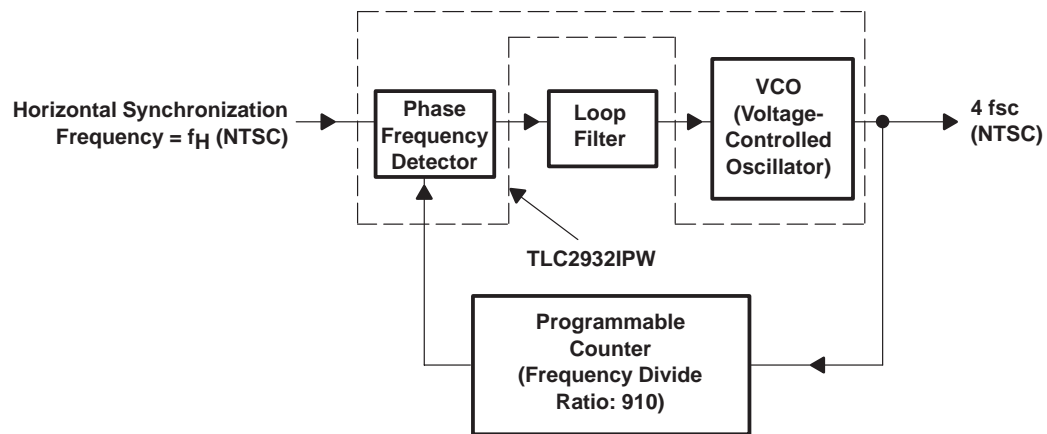 Horizontal Synchronization
Frequency = fH (NTSC)
Phase
Frequency
Detector
Loop
Filter
VCO
(Voltage-
Controlled
Oscillator)
4 fsc
(NTSC)
TLC2932IPW
Programmable
Counter
(Frequency Divide
Ratio: 910)